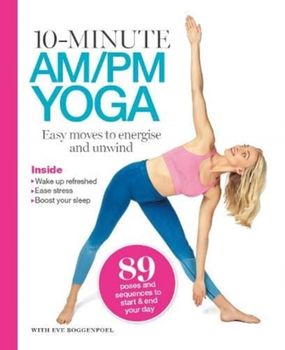 10-MINUTE
AM/PM
YOGA
Easy moves to energise
and unwind
Inside
Wake up refreshed
Ease stress
Boost your sleep
89
poses and
sequences to
start & end
your day
WITH EVE BOGGENPOEL